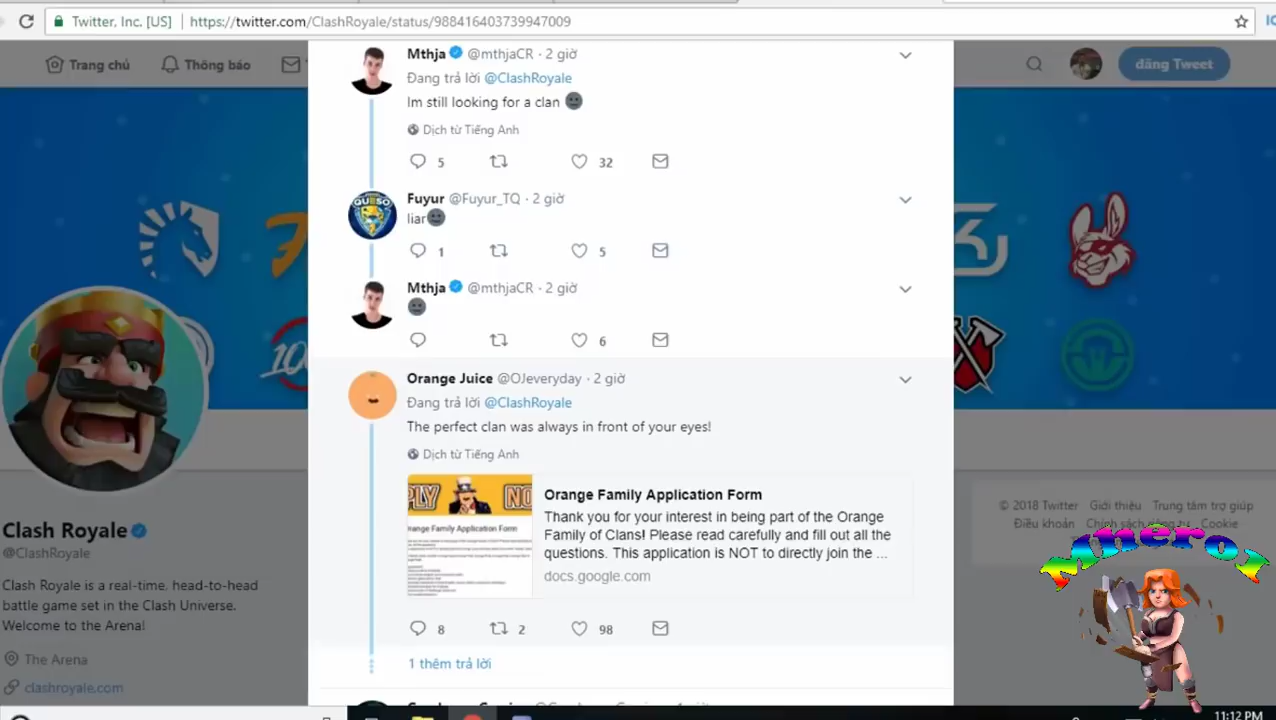 Twitter, Inc. [US]
https://twitter.com/ClashRoyale/status/988416403739947009
Trang chủ
Thông báo
đăng Tweet
Mthja @mthjaCR · 2 giờ
Đang trả lời @ClashRoyale
Im still looking for a clan
Dịch từ Tiếng Anh
5
32
Fuyur @Fuyur_TQ · 2 giờ
liar
1
5
Mthja @mthjaCR · 2 giờ
6
Orange Juice @OJeveryday · 2 giờ
Đang trả lời @ClashRoyale
The perfect clan was always in front of your eyes!
Dịch từ Tiếng Anh
Orange Family Application Form
Thank you for your interest in being part of the Orange
Family of Clans! Please read carefully and fill out all the
questions. This application is NOT to directly join the ...
docs.google.com
8
2
98
1 thêm trả lời
QUESO
100
Clash Royale
@ClashRoyale
Clash Royale is a real-time, head-to-head
battle game set in the Clash Universe.
Welcome to the Arena!
The Arena
clashroyale.com
© 2018 Twitter Giới thiệu Trung tâm trợ giúp
Điều khoản
Cookie
11:12 PM